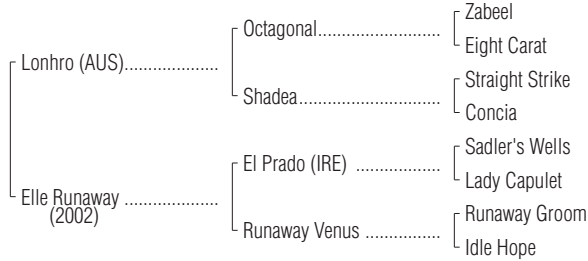 Zabeel
Octagonal
Eight Carat
Lonhro (AUS)
Straight Strike
Shadea
Concia
Sadler's Wells
El Prado (IRE)
Lady Capulet
Elle Runaway
(2002)
Runaway Groom
Runaway Venus
Idle Hope